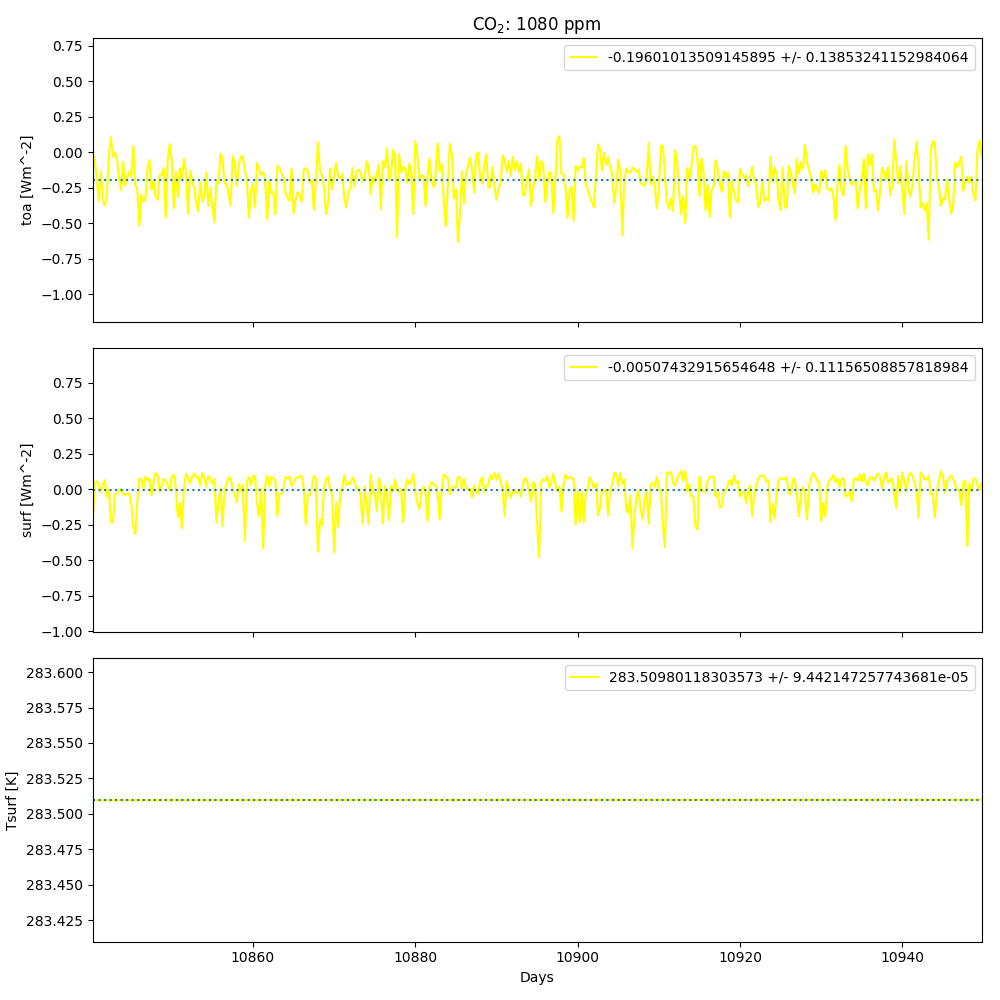 CO₂: 1080 ppm
0.75
0.50
0.25
0.00
−0.25
−0.50
−0.75
−1.00
toa [Wm^-2]
-0.19601013509145895 +/- 0.13853241152984064
0.75
0.50
0.25
0.00
−0.25
−0.50
−0.75
−1.00
surf [Wm^-2]
-0.00507432915654648 +/- 0.11156508857818984
283.600
283.575
283.550
283.525
283.500
283.475
283.450
283.425
Tsurf [K]
283.50980118303573 +/- 9.442147257743681e-05
10860 10880 10900 10920 10940
Days